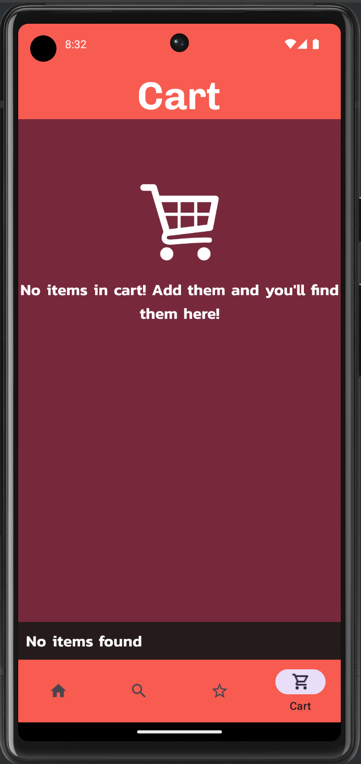 8:32
Cart
No items in cart! Add them and you'll find
them here!
No items found
Cart